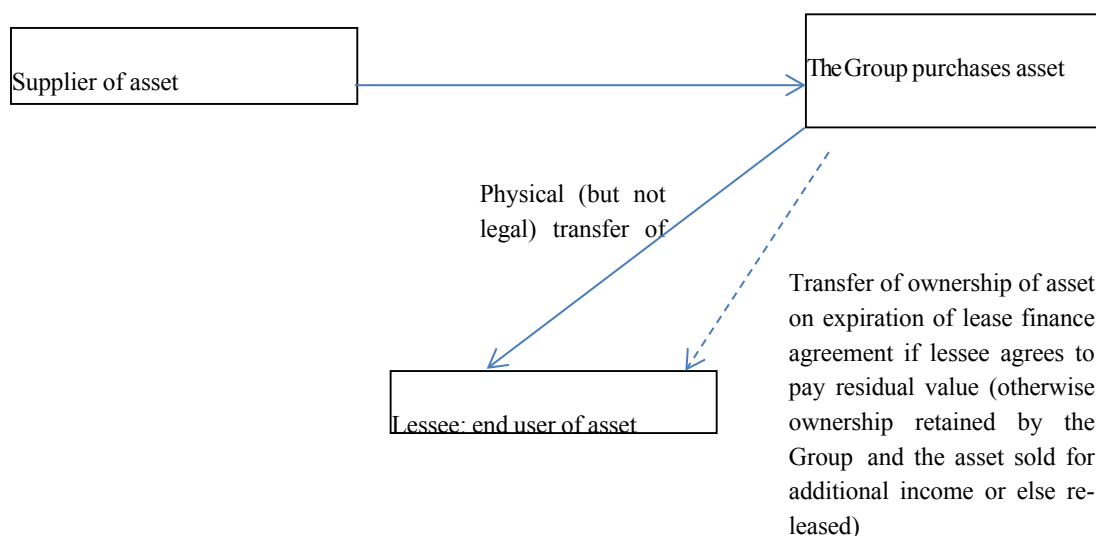 Supplier of asset
The Group purchases asset
Physical (but not
legal) transfer of
Transfer of ownership of asset
on expiration of lease finance
agreement if lessee agrees to
pay residual value (otherwise
ownership retained by the
Group and the asset sold for
additional income or else re-
leased)
Lessee: end user of asset